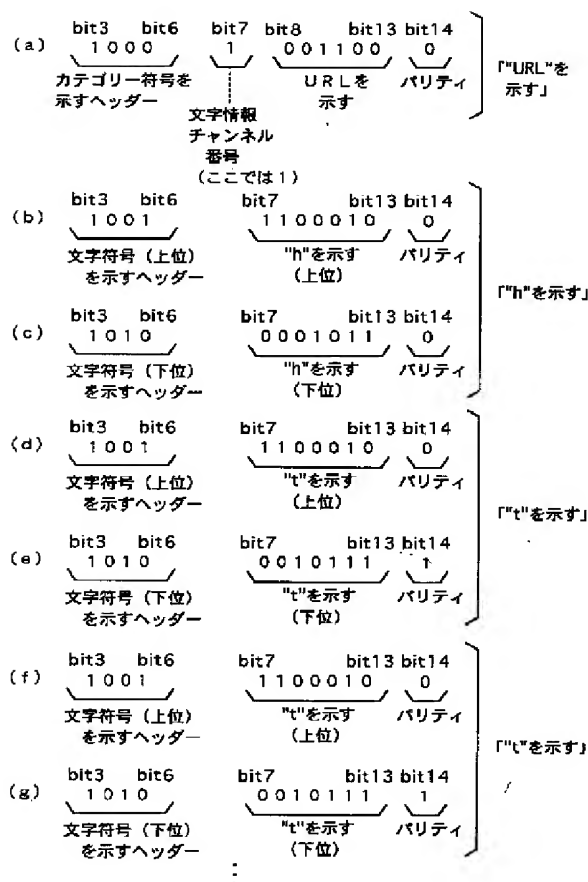 bit3 bit6 bit7 bit8 bit13 bit14
(a) 1000 1 001100 0
カテゴリー符号を URLを パリティ
示すヘッダー 示す
「"URL"を
示す」
文字情報
チャンネル
番号
(ここでは1)
bit3 bit6 bit7 bit13 bit14
(b) 1001 1100010 0
文字符号(上位) "h"を示す パリティ
を示すヘッダー (上位)
「"h"を示す」
bit3 bit6 bit7 bit13 bit14
(c) 1010 0001011 0
文字符号(下位) "h"を示す パリティ
を示すヘッダー (下位)
bit3 bit6 bit7 bit13 bit14
(d) 1001 1100010 0
文字符号(上位) "t"を示す パリティ
を示すヘッダー (上位)
「"t"を示す」
bit3 bit6 bit7 bit13 bit14
(e) 1010 0010111 1
文字符号(下位) "t"を示す パリティ
を示すヘッダー (下位)
bit3 bit6 bit7 bit13 bit14
(f) 1001 1100010 0
文字符号(上位) "t"を示す パリティ
を示すヘッダー (上位)
「"t"を示す」
bit3 bit6 bit7 bit13 bit14
(g) 1010 0010111 1
文字符号(下位) "t"を示す パリティ
を示すヘッダー (下位)
: